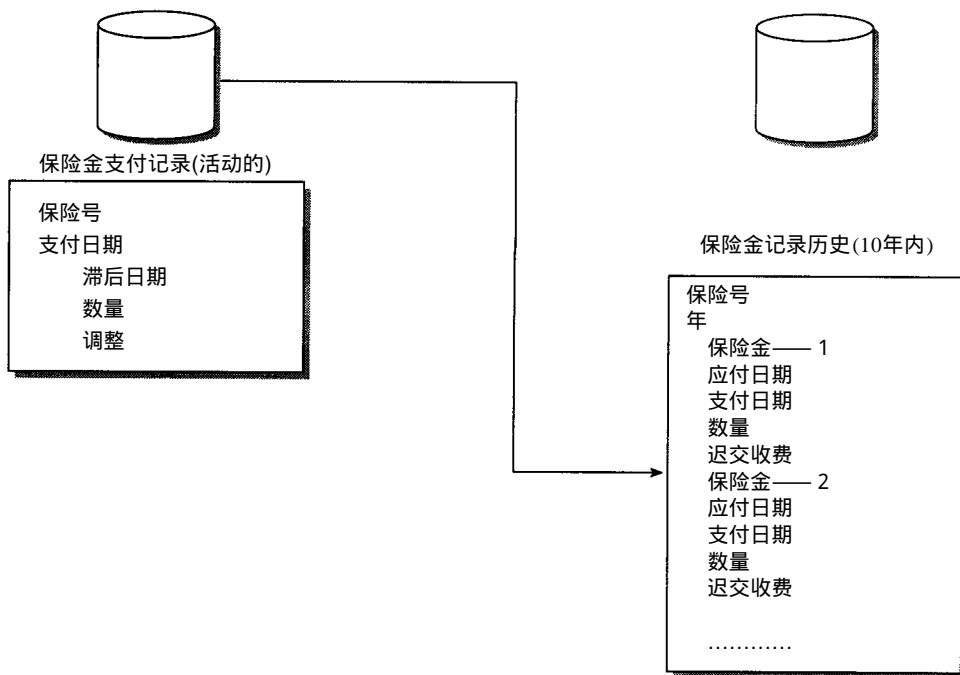 保险金支付记录(活动的)
保险号
支付日期
滞后日期
数量
调整
保险金记录历史(10年内)
保险号
年
保险金—— 1
应付日期
支付日期
数量
迟交收费
保险金—— 2
应付日期
支付日期
数量
迟交收费
…………